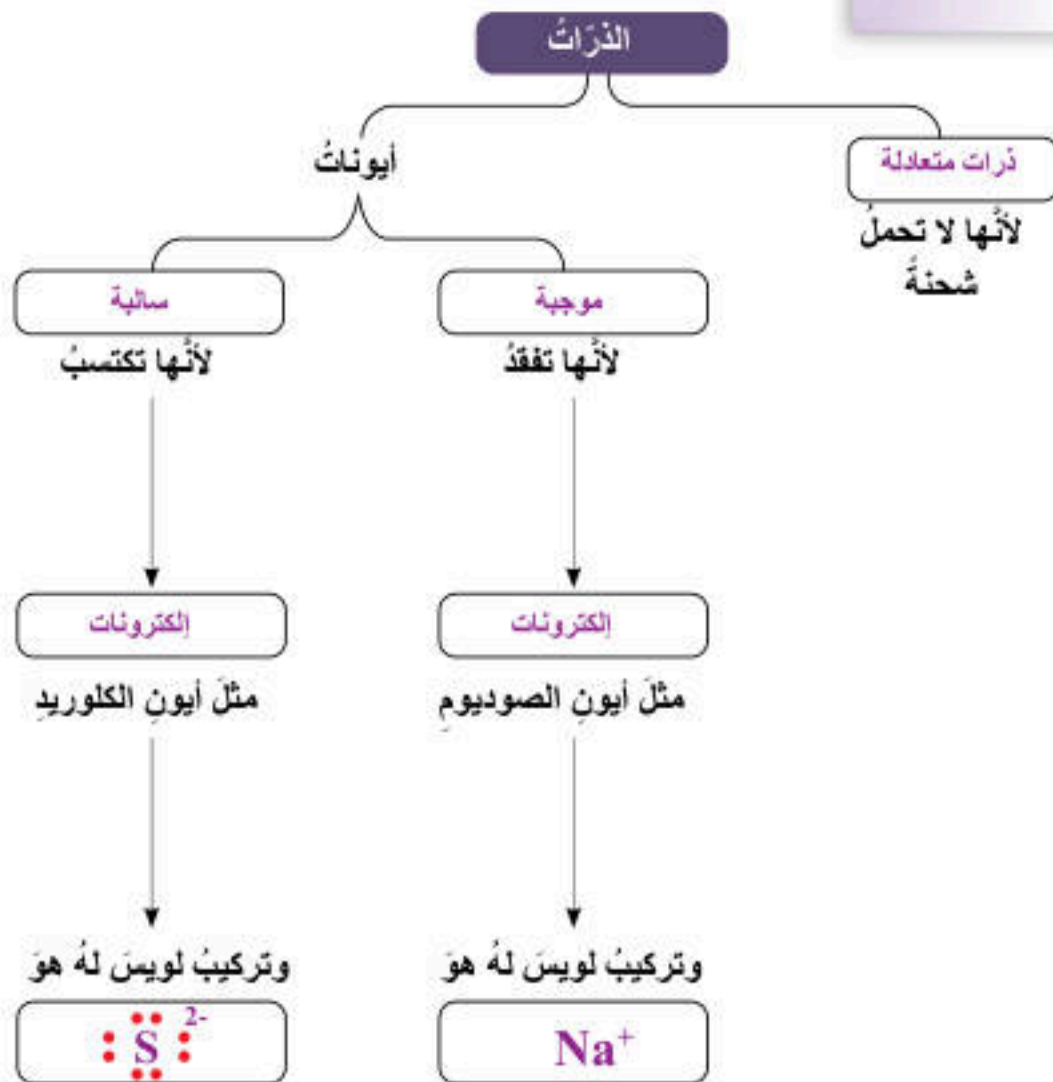 الذرَاتُ
ذرات متعادلة
لأنَّها لا تحملُ
شحنةً
أيوناتُ
موجبة
لأنَّها تفقدُ
إلكترونات
مثلَ أيونِ الصوديومِ
وتركيبُ لويسَ لهُ هوَ
Na⁺
سالبة
لأنَّها تكتسبُ
إلكترونات
مثلَ أيونِ الكلوريدِ
وتركيبُ لويسَ لهُ هوَ
S²⁻